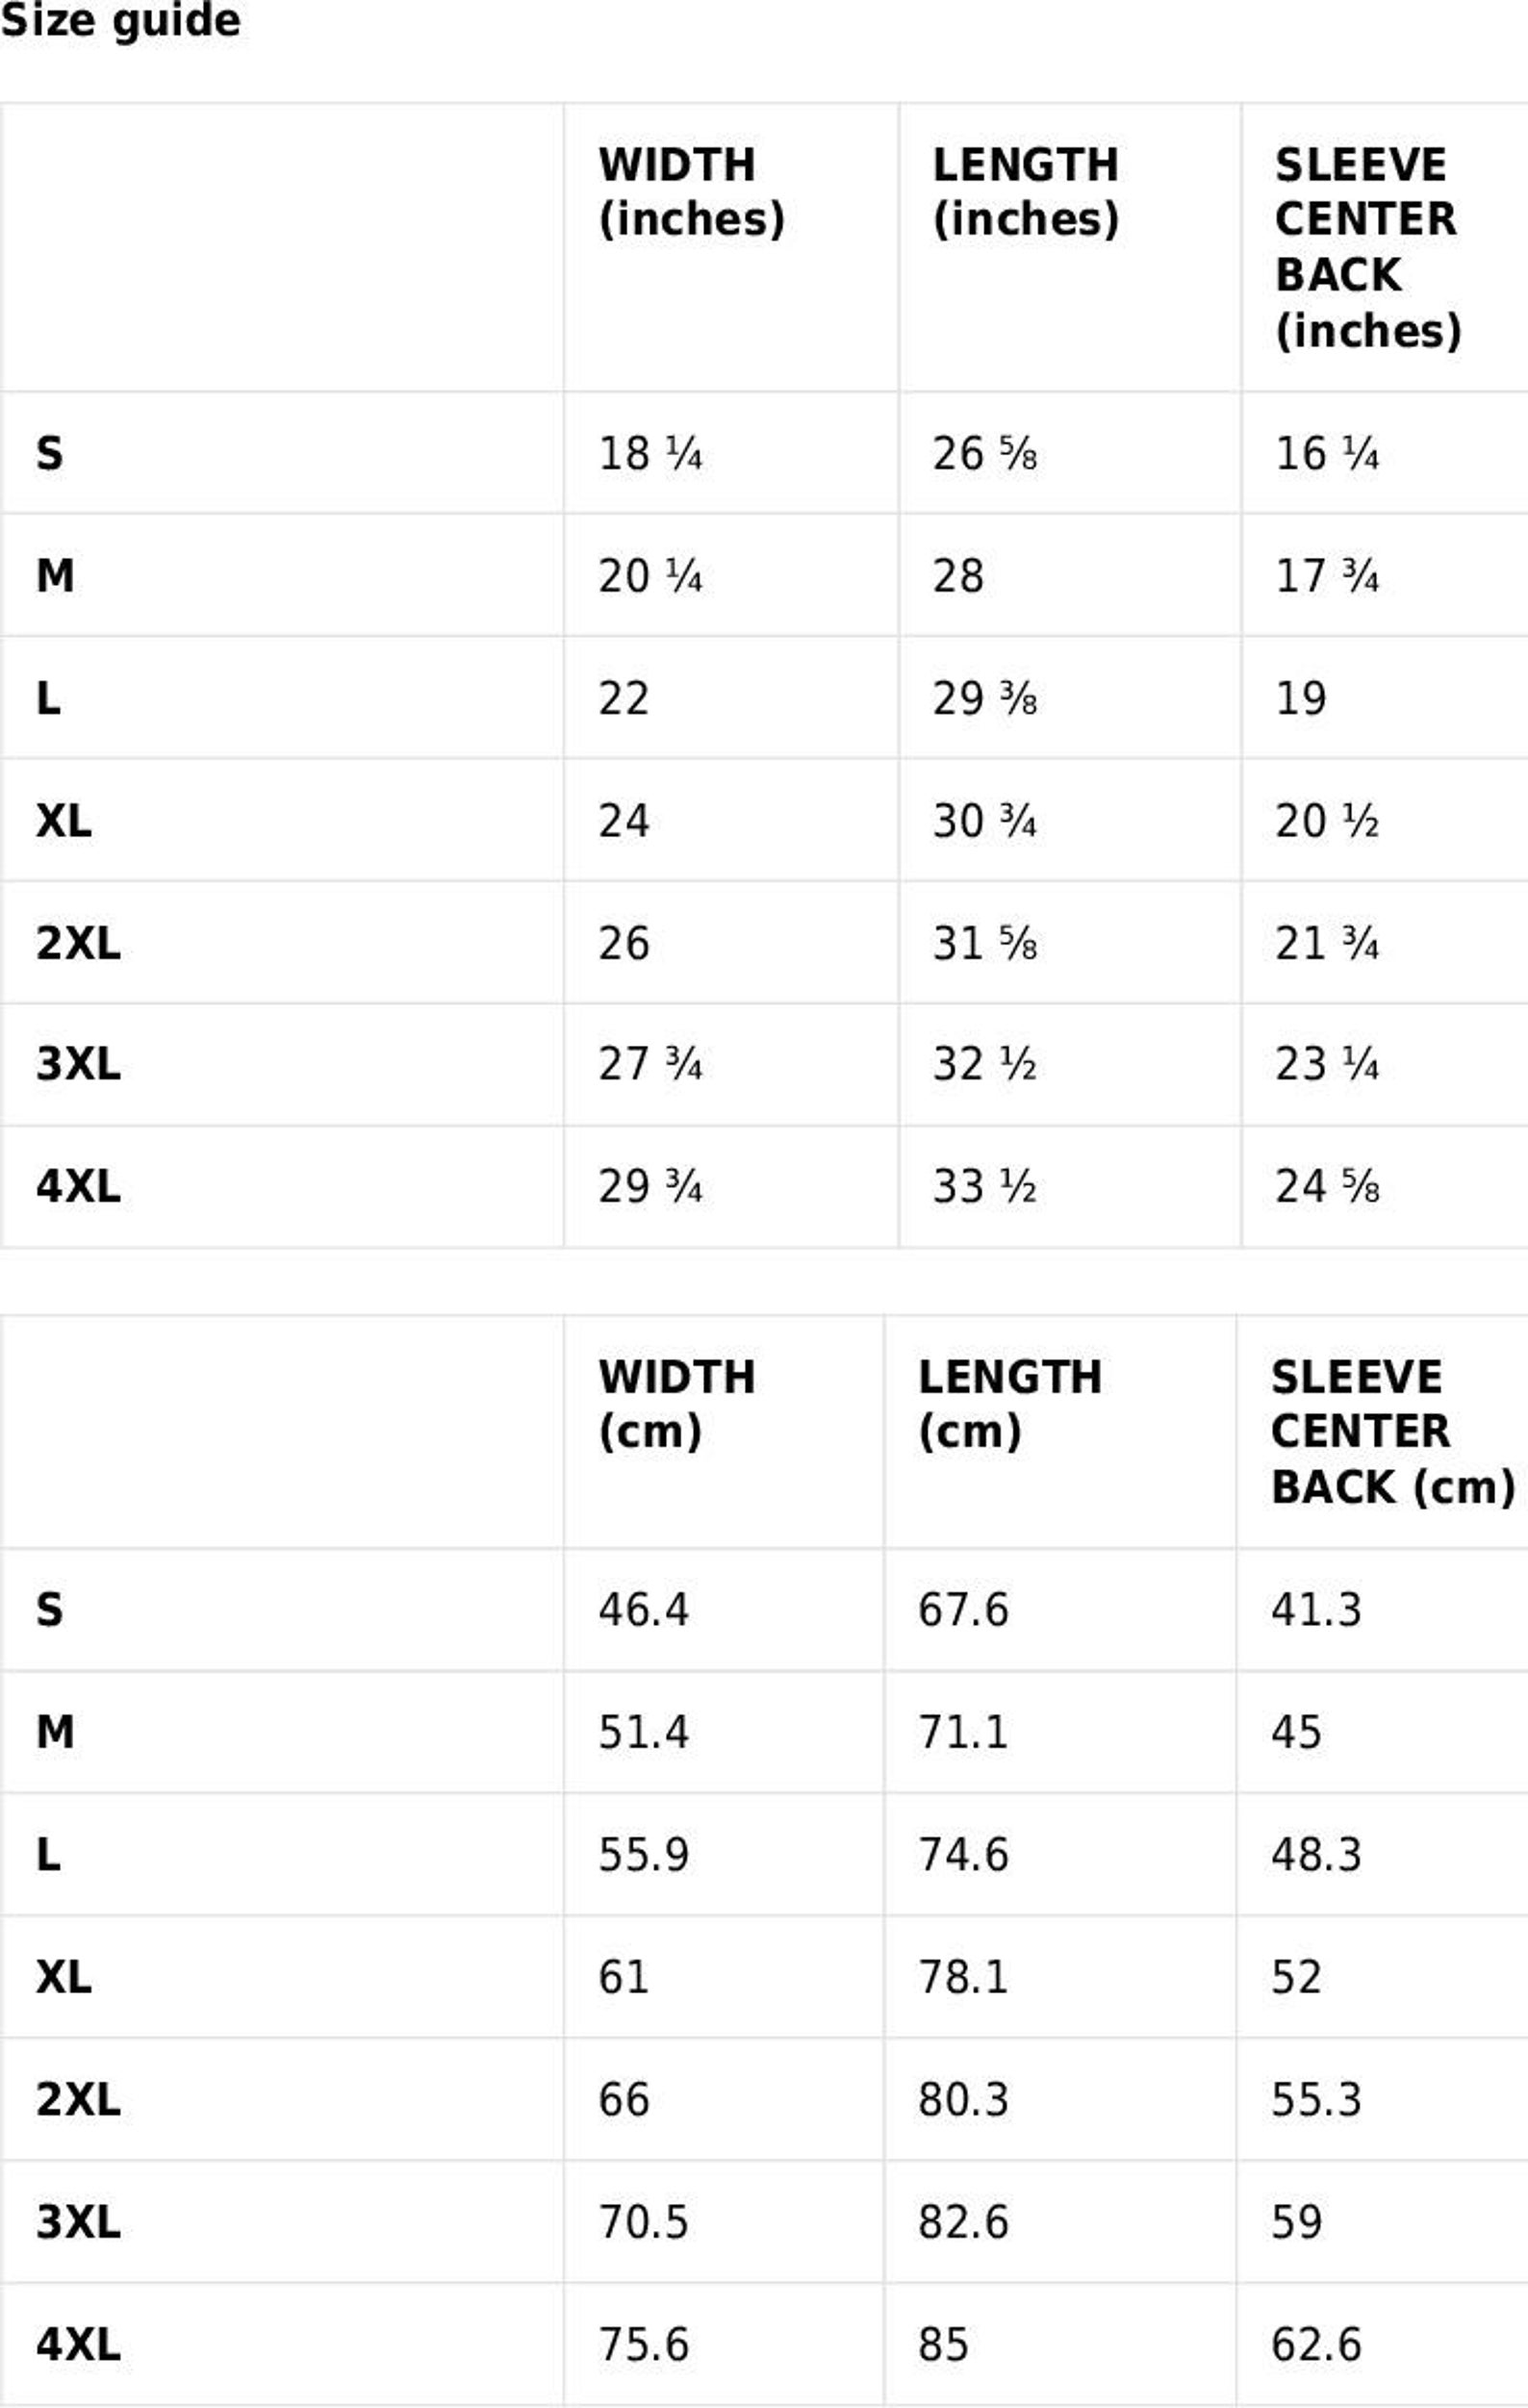 Size guide
WIDTH (inches) LENGTH (inches) SLEEVE CENTER BACK (inches)
S 18 ¼ 26 ⅝ 16 ¼
M 20 ¼ 28 17 ¾
L 22 29 ⅜ 19
XL 24 30 ¾ 20 ½
2XL 26 31 ⅝ 21 ¾
3XL 27 ¾ 32 ½ 23 ¼
4XL 29 ¾ 33 ½ 24 ⅝
WIDTH (cm) LENGTH (cm) SLEEVE CENTER BACK (cm)
S 46.4 67.6 41.3
M 51.4 71.1 45
L 55.9 74.6 48.3
XL 61 78.1 52
2XL 66 80.3 55.3
3XL 70.5 82.6 59
4XL 75.6 85 62.6